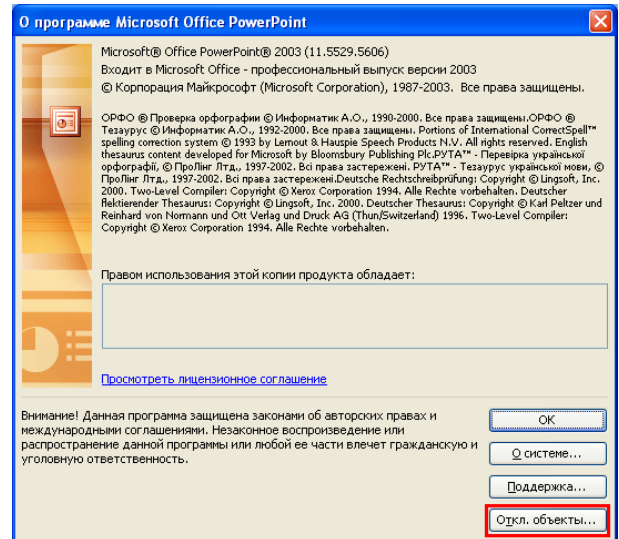 О программе Microsoft Office PowerPoint
Microsoft® Office PowerPoint® 2003 (11.5529.5606)
Входит в Microsoft Office - профессиональный выпуск версии 2003
© Корпорация Майкрософт (Microsoft Corporation), 1987-2003. Все права защищены.
ОРФО ® Проверка орфографии © Информатик А.О., 1990-2000. Все права защищены.ОРФО ®
Тезаурус © Информатик А.О., 1992-2000. Все права защищены. Portions of International CorrectSpell™
spelling correction system © 1993 by Lernout & Hauspie Speech Products N.V. All rights reserved. English
thesaurus content developed for Microsoft by Bloomsbury Publishing Plc.РУТА™ - Перевірка української
орфографії, © ПроЛінг Лтд., 1997-2002. Всі права застережені. РУТА™ - Тезаурус української мови, ©
ПроЛінг Лтд., 1997-2002. Всі права застережені.Deutsche Rechtschreibprüfung: Copyright © Lingsoft, Inc.
2000. Two-Level Compiler: Copyright © Xerox Corporation 1994. Alle Rechte vorbehalten. Deutscher
flektierender Thesaurus: Copyright © Lingsoft, Inc. 2000. Deutscher Thesaurus: Copyright © Karl Peltzer und
Reinhard von Normann und Ott Verlag und Druck AG (Thun/Switzerland) 1996. Two-Level Compiler:
Copyright © Xerox Corporation 1994. Alle Rechte vorbehalten.
Правом использования этой копии продукта обладает:
Просмотреть лицензионное соглашение
Внимание! Данная программа защищена законами об авторских правах и
международными соглашениями. Незаконное воспроизведение или
распространение данной программы или любой ее части влечет гражданскую и
уголовную ответственность.
ОК
О системе...
Поддержка...
Откл. объекты...